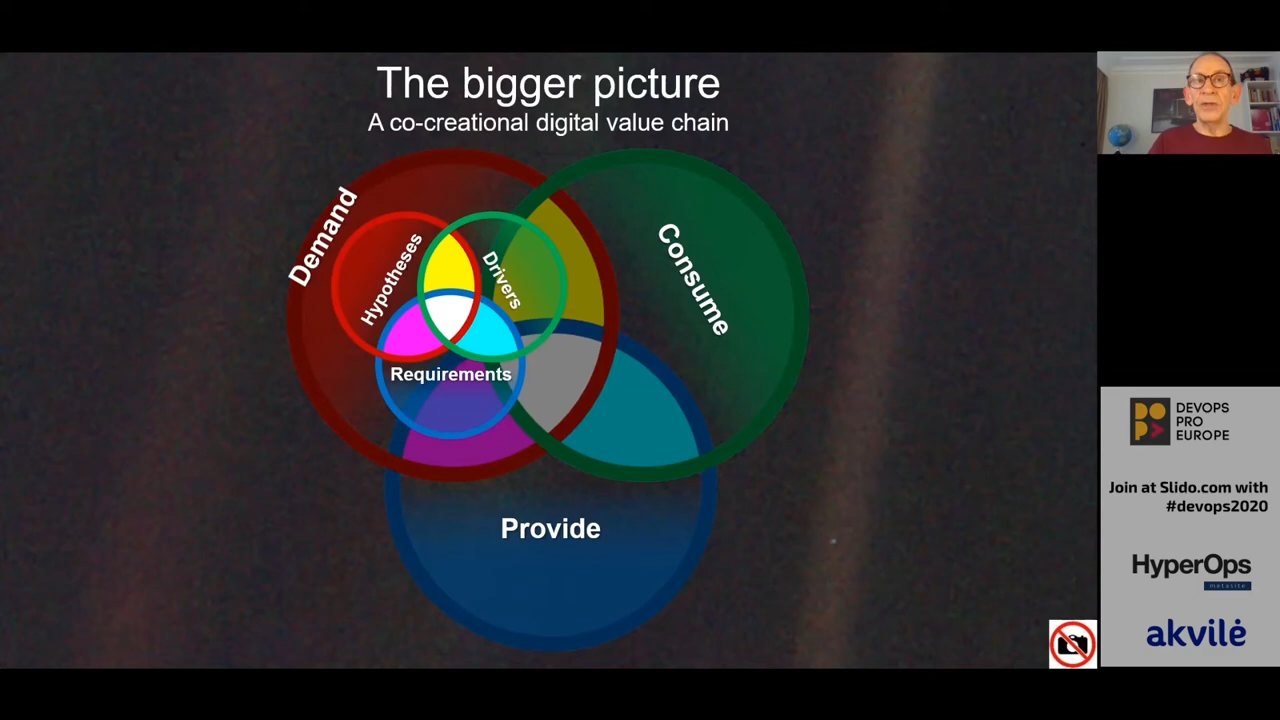 The bigger picture
A co-creational digital value chain
Demand
Hypotheses
Drivers
Requirements
Consume
Provide
DEVOPS
PRO
EUROPE
Join at Slido.com with
#devops2020
HyperOps
metasite
akvilė